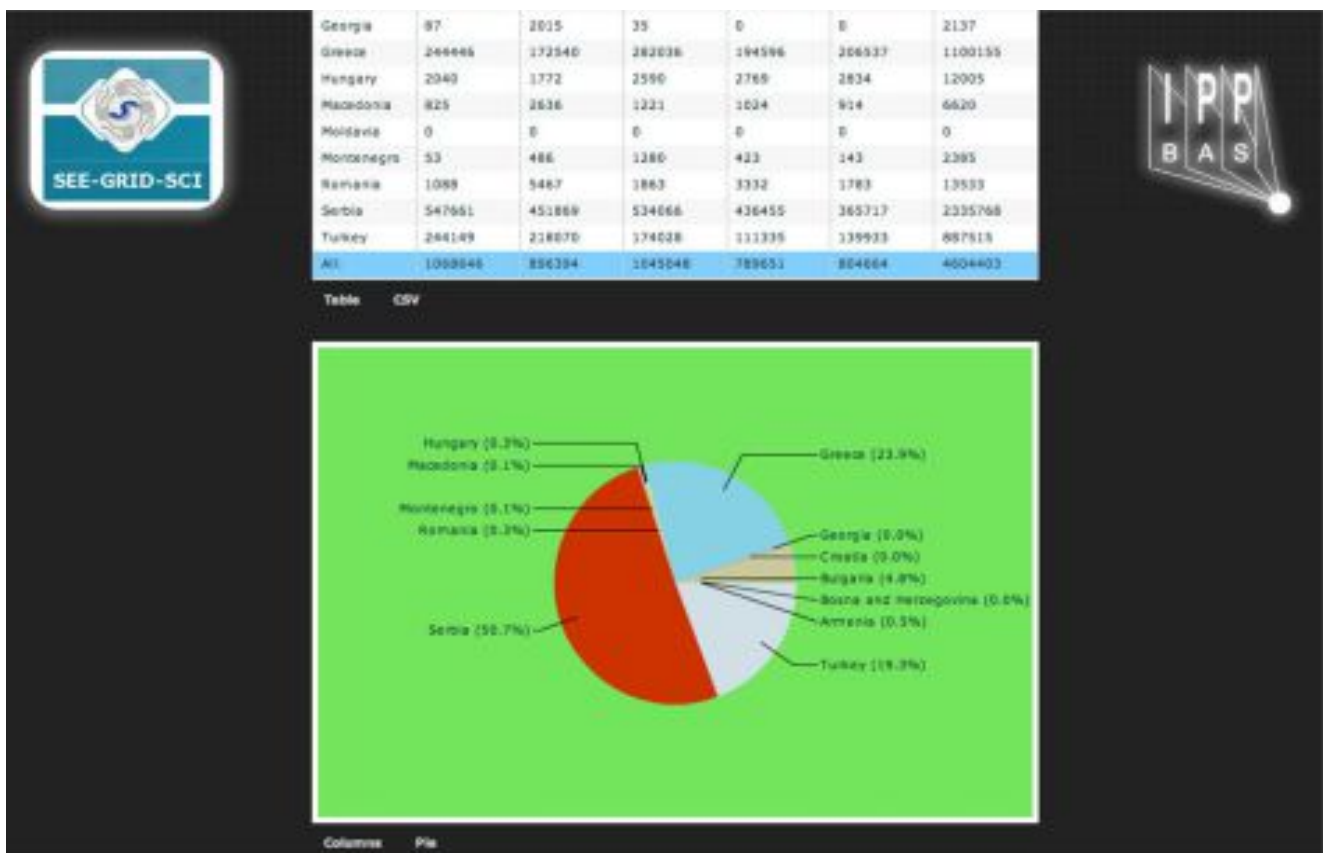 Georgia 87 2015 35 0 0 2137
Greece 244446 172540 282036 194596 206537 1100155
Hungary 2040 1772 2590 2769 2834 12005
Macedonia 825 2636 1221 1024 914 6620
Moldavia 0 0 0 0 0 0
Montenegro 53 486 1280 423 143 2385
Romania 1088 5467 1863 3332 1783 13533
Serbia 547661 451869 534066 436455 365717 2335768
Turkey 244149 218070 174028 111335 139933 887515
All 1068646 896394 1045048 789651 804664 4604403
SEE-GRID-SCI
IPP
BAS
Table CSV
Hungary (0.3%)
Macedonia (0.1%)
Montenegro (0.1%)
Romania (0.3%)
Serbia (50.7%)
Greece (23.9%)
Georgia (0.0%)
Croatia (0.0%)
Bulgaria (4.8%)
Bosna and Herzegovina (0.0%)
Armenia (0.5%)
Turkey (19.3%)
Columns Pie